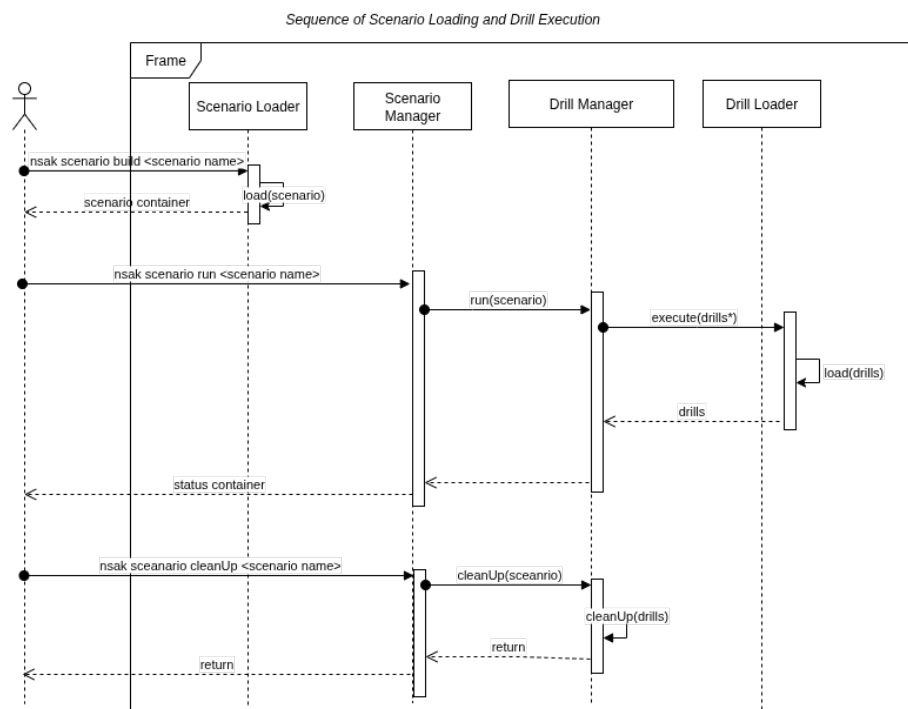 Sequence of Scenario Loading and Drill Execution
Frame
Scenario Loader
Scenario
Manager
Drill Manager
Drill Loader
nsak scenario build <scenario name>
load(scenario)
scenario container
nsak scenario run <scenario name>
run(scenario)
execute(drills*)
load(drills)
drills
status container
nsak sceanario cleanUp <scenario name>
cleanUp(sceanrio)
cleanUp(drills)
return
return